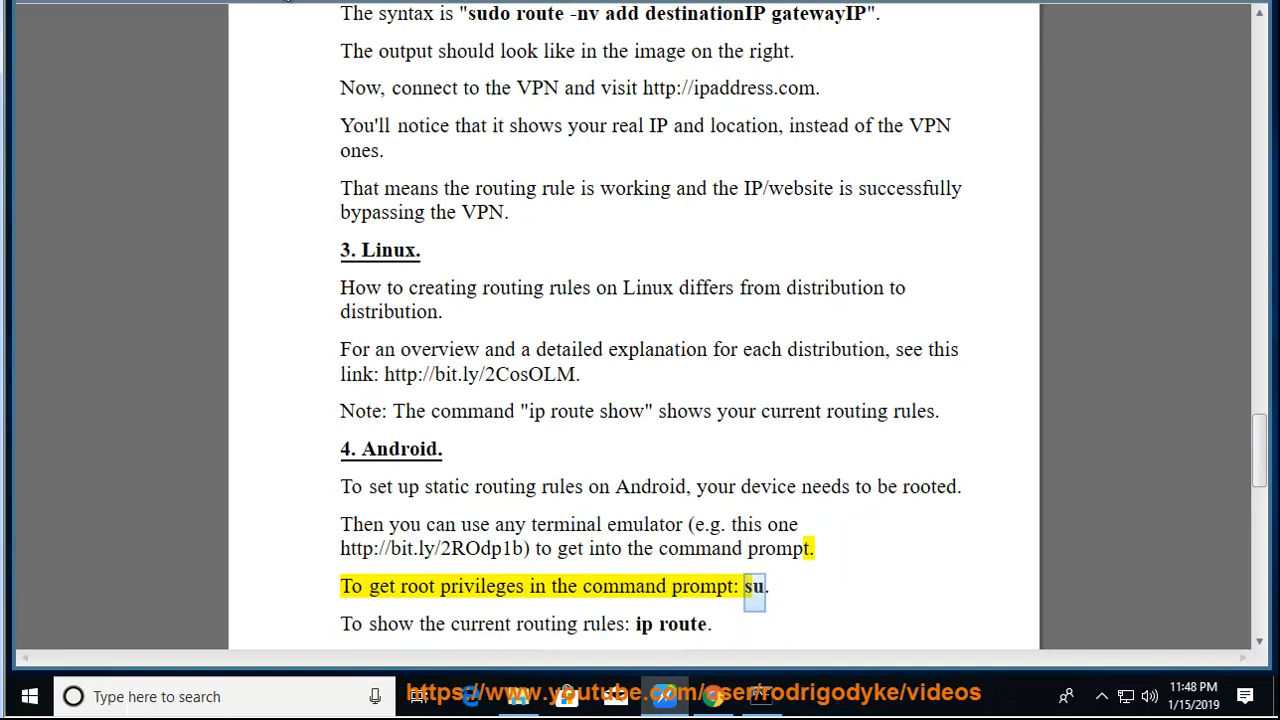 The syntax is "sudo route -nv add destinationIP gatewayIP".
The output should look like in the image on the right.
Now, connect to the VPN and visit http://ipaddress.com.
You'll notice that it shows your real IP and location, instead of the VPN
ones.
That means the routing rule is working and the IP/website is successfully
bypassing the VPN.
3. Linux.
How to creating routing rules on Linux differs from distribution to
distribution.
For an overview and a detailed explanation for each distribution, see this
link: http://bit.ly/2CosOLM.
Note: The command "ip route show" shows your current routing rules.
4. Android.
To set up static routing rules on Android, your device needs to be rooted.
Then you can use any terminal emulator (e.g. this one
http://bit.ly/2ROdp1b) to get into the command prompt.
To get root privileges in the command prompt: su.
To show the current routing rules: ip route.
Type here to search
https://www.youtube.com/user/rodrigodyke/videos
11:48 PM
1/15/2019